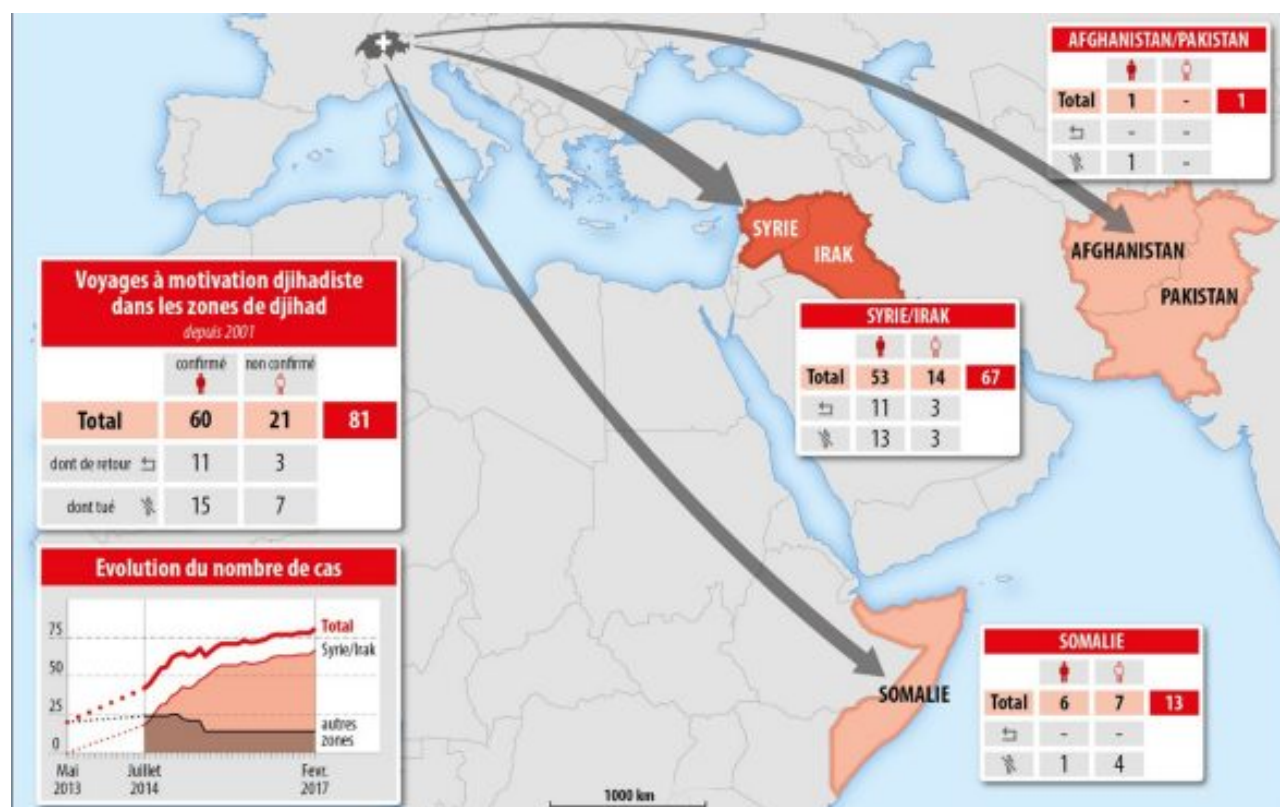 AFGHANISTAN/PAKISTAN
Total 1 - 1
- -
1 -
SYRIE
IRAK
AFGHANISTAN
PAKISTAN
Voyages à motivation djihadiste
dans les zones de djihad
depuis 2001
confirmé non confirmé
Total 60 21 81
dont de retour 11 3
dont tué 15 7
SYRIE/IRAK
Total 53 14 67
11 3
13 3
Evolution du nombre de cas
75
50
25
0
Total
Syrie/Irak
autres
zones
Mai
2013
Juillet
2014
Fevr.
2017
SOMALIE
SOMALIE
Total 6 7 13
- -
1 4
1000 km